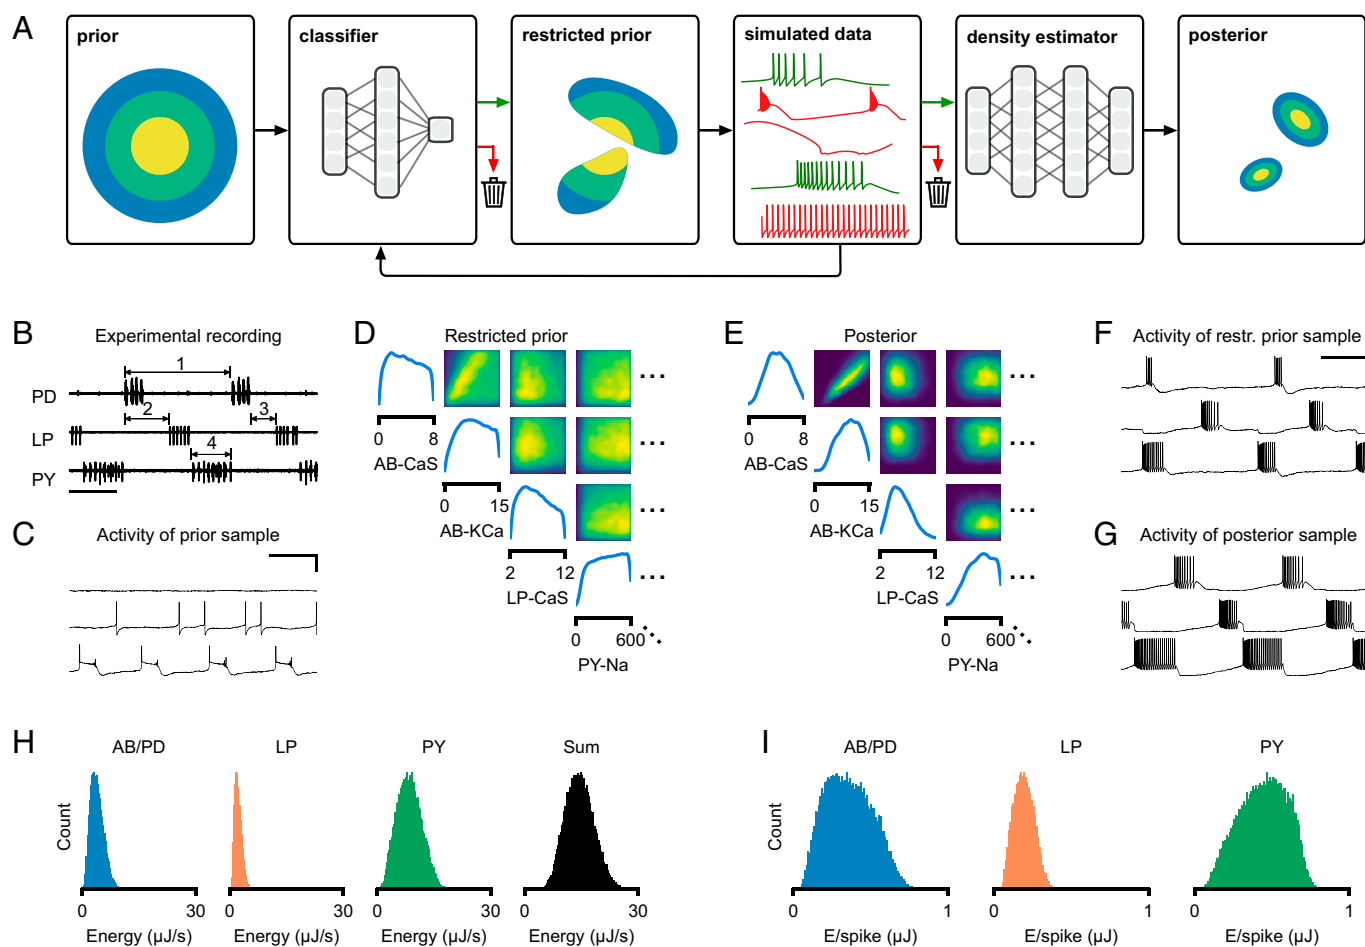 A
prior
classifier
restricted prior
simulated data
density estimator
posterior
B
Experimental recording
1
PD
2
3
LP
4
PY
C
Activity of prior sample
D
Restricted prior
0 8
AB-CaS
0 15
AB-KCa
2 12
LP-CaS
0 600
PY-Na
E
Posterior
0 8
AB-CaS
0 15
AB-KCa
2 12
LP-CaS
0 600
PY-Na
F
Activity of restr. prior sample
G
Activity of posterior sample
H
AB/PD LP PY Sum
Count
0 30 0 30 0 30 0 30
Energy (µJ/s) Energy (µJ/s) Energy (µJ/s) Energy (µJ/s)
I
AB/PD LP PY
Count
0 1 0 1 0 1
E/spike (µJ) E/spike (µJ) E/spike (µJ)